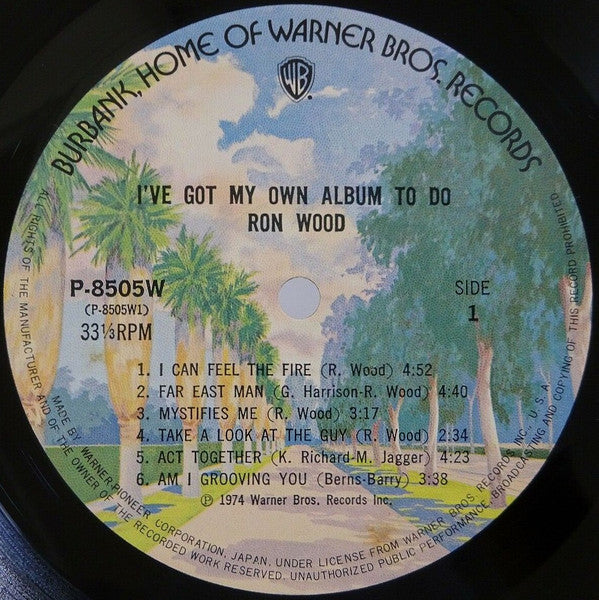 BURBANK, HOME OF WARNER BROS. RECORDS
WB
I'VE GOT MY OWN ALBUM TO DO
RON WOOD
P-8505W
(P-8505W1)
33⅓RPM
SIDE
1
1. I CAN FEEL THE FIRE (R. Wood) 4:52
2. FAR EAST MAN (G. Harrison-R. Wood) 4:40
3. MYSTIFIES ME (R. Wood) 3:17
4. TAKE A LOOK AT THE GUY (R. Wood) 2:34
5. ACT TOGETHER (K. Richard-M. Jagger) 4:23
6. AM I GROOVING YOU (Berns-Barry) 3:38
Ⓟ 1974 Warner Bros. Records Inc.
MADE BY WARNER-PIONEER CORPORATION, JAPAN, UNDER LICENSE FROM WARNER BROS. RECORDS INC., U.S.A.
ALL RIGHTS OF THE MANUFACTURER AND OF THE OWNER OF THE RECORDED WORK RESERVED. UNAUTHORIZED PUBLIC PERFORMANCE, BROADCASTING AND COPYING OF THIS RECORD PROHIBITED.